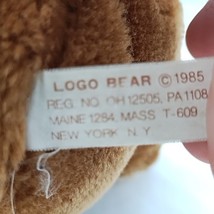 LOGO BEAR ©1985
REG. NO. OH 12505, PA 1108
MAINE 1284, MASS T-609
NEW YORK N.Y